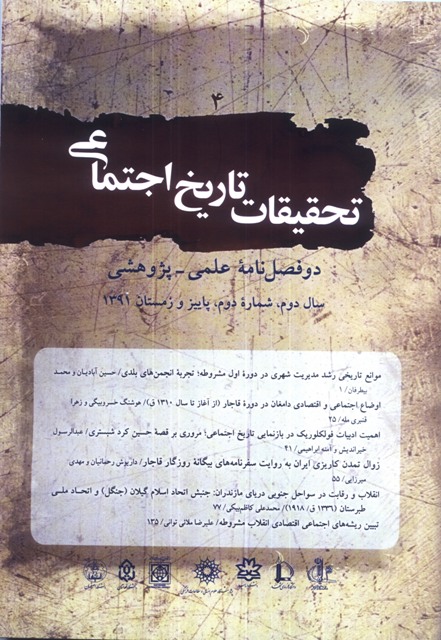 ۴
تحقیقات تاریخ اجتماعی
دو فصل‌نامهٔ علمی - پژوهشی
سال دوم، شمارهٔ دوم، پاییز و زمستان ۱۳۹۱
موانع تاریخی رشد مدیریت شهری در دورهٔ اول مشروطه؛ تجربهٔ انجمن‌های بلدی/ حسین آبادیان و محمد
بیطرفان/ ۱
اوضاع اجتماعی و اقتصادی دامغان در دورهٔ قاجار (از آغاز تا سال ۱۳۱۰ ق)/ هوشنگ خسروبیگی و زهرا
قنبری مله/ ۲۵
اهمیت ادبیات فولکلوریک در بازنمایی تاریخ اجتماعی؛ مروری بر قصهٔ حسین کرد شبستری/ عبدالرسول
خیراندیش و آمنه ابراهیمی/ ۴۱
زوال تمدن کاریزی ایران به روایت سفرنامه‌های بیگانهٔ روزگار قاجار/ داریوش رحمانیان و مهدی
میرزایی/ ۵۵
انقلاب و رقابت در سواحل جنوبی دریای مازندران: جنبش اتحاد اسلام گیلان (جنگل) و اتحاد ملی
طبرستان (۱۳۳۶ ق/ ۱۹۱۸ م)/ محمدعلی کاظم‌بیکی/ ۷۷
تبیین ریشه‌های اجتماعی اقتصادی انقلاب مشروطه/ علیرضا ملائی توانی/ ۱۳۵